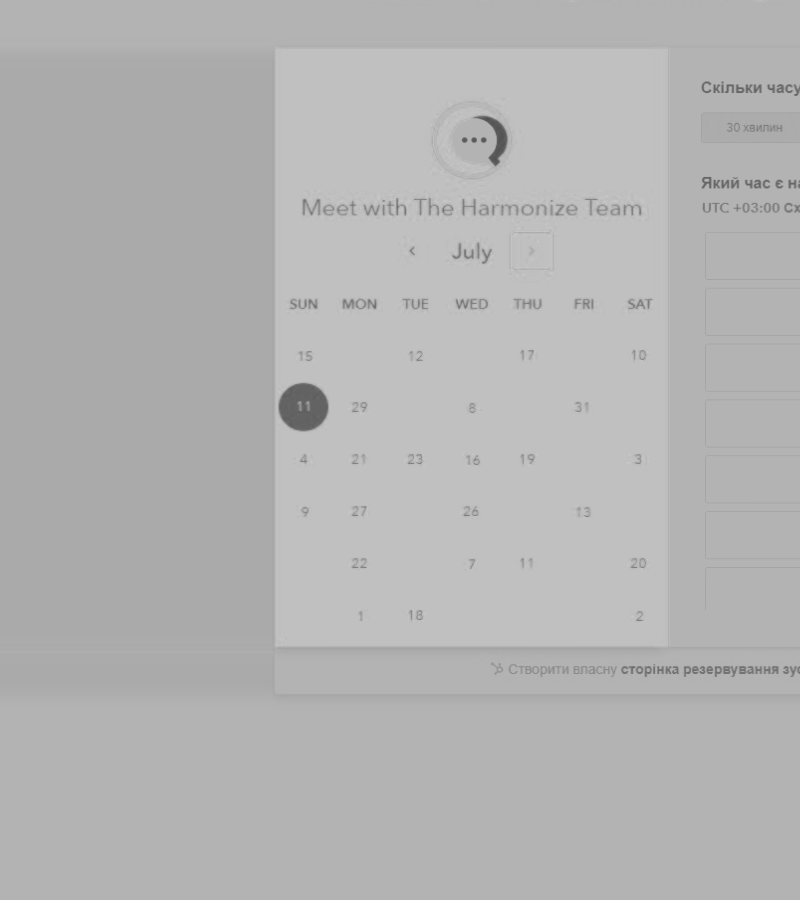 Meet with The Harmonize Team
‹ July ›
SUN MON TUE WED THU FRI SAT
15 12 17 10
11 29 8 31
4 21 23 16 19 3
9 27 26 13
22 7 11 20
1 18 2
Скільки часу
30 хвилин
Який час є на
UTC +03:00 Сх
Створити власну сторінка резервування зус